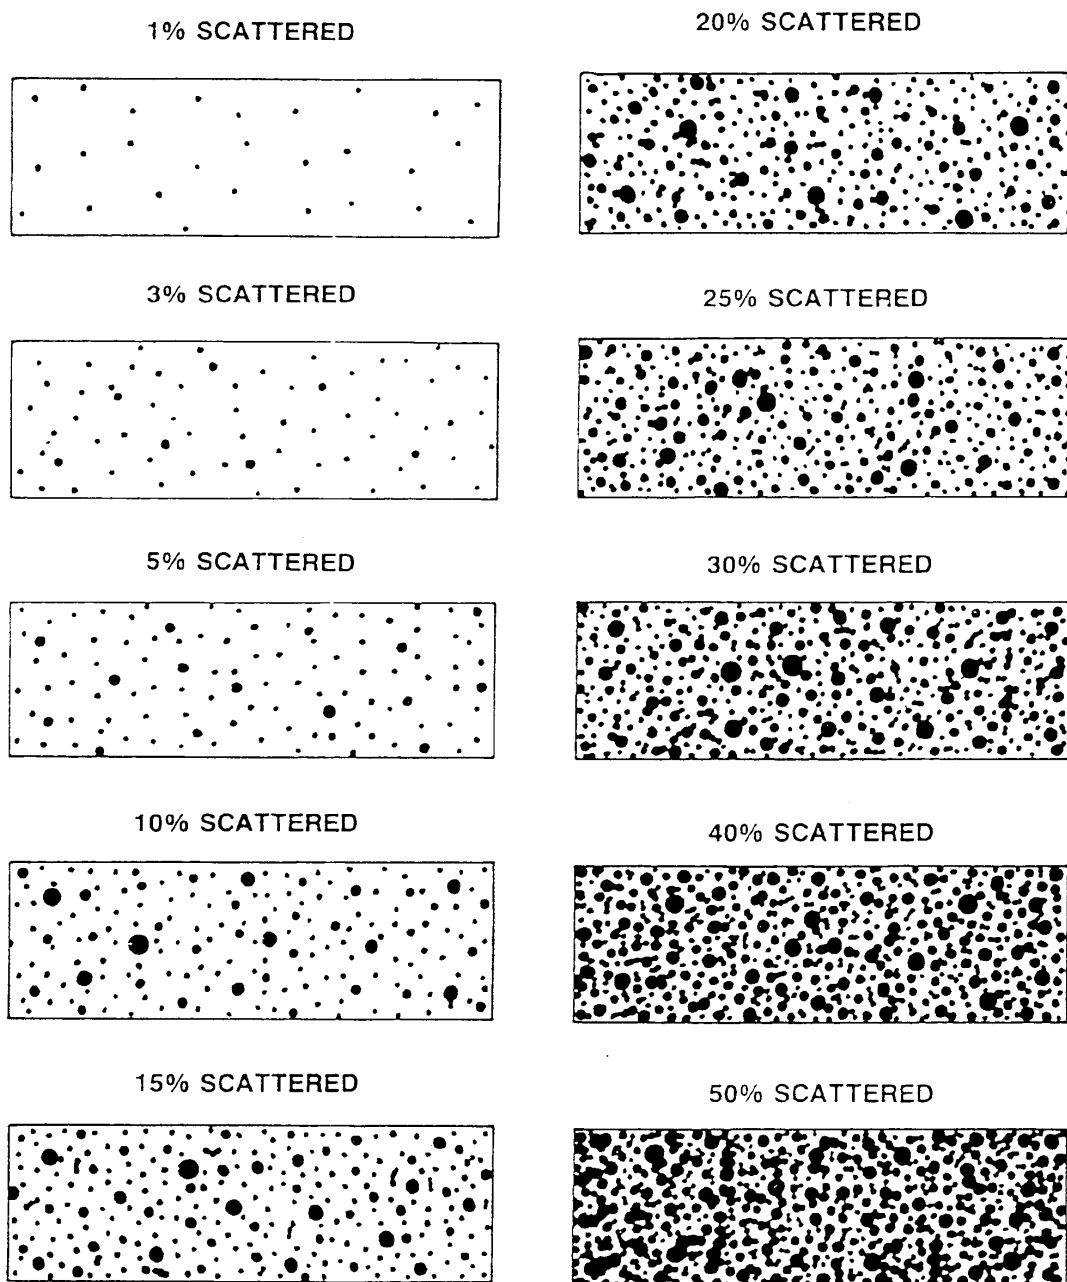 1% SCATTERED
3% SCATTERED
5% SCATTERED
10% SCATTERED
15% SCATTERED
20% SCATTERED
25% SCATTERED
30% SCATTERED
40% SCATTERED
50% SCATTERED